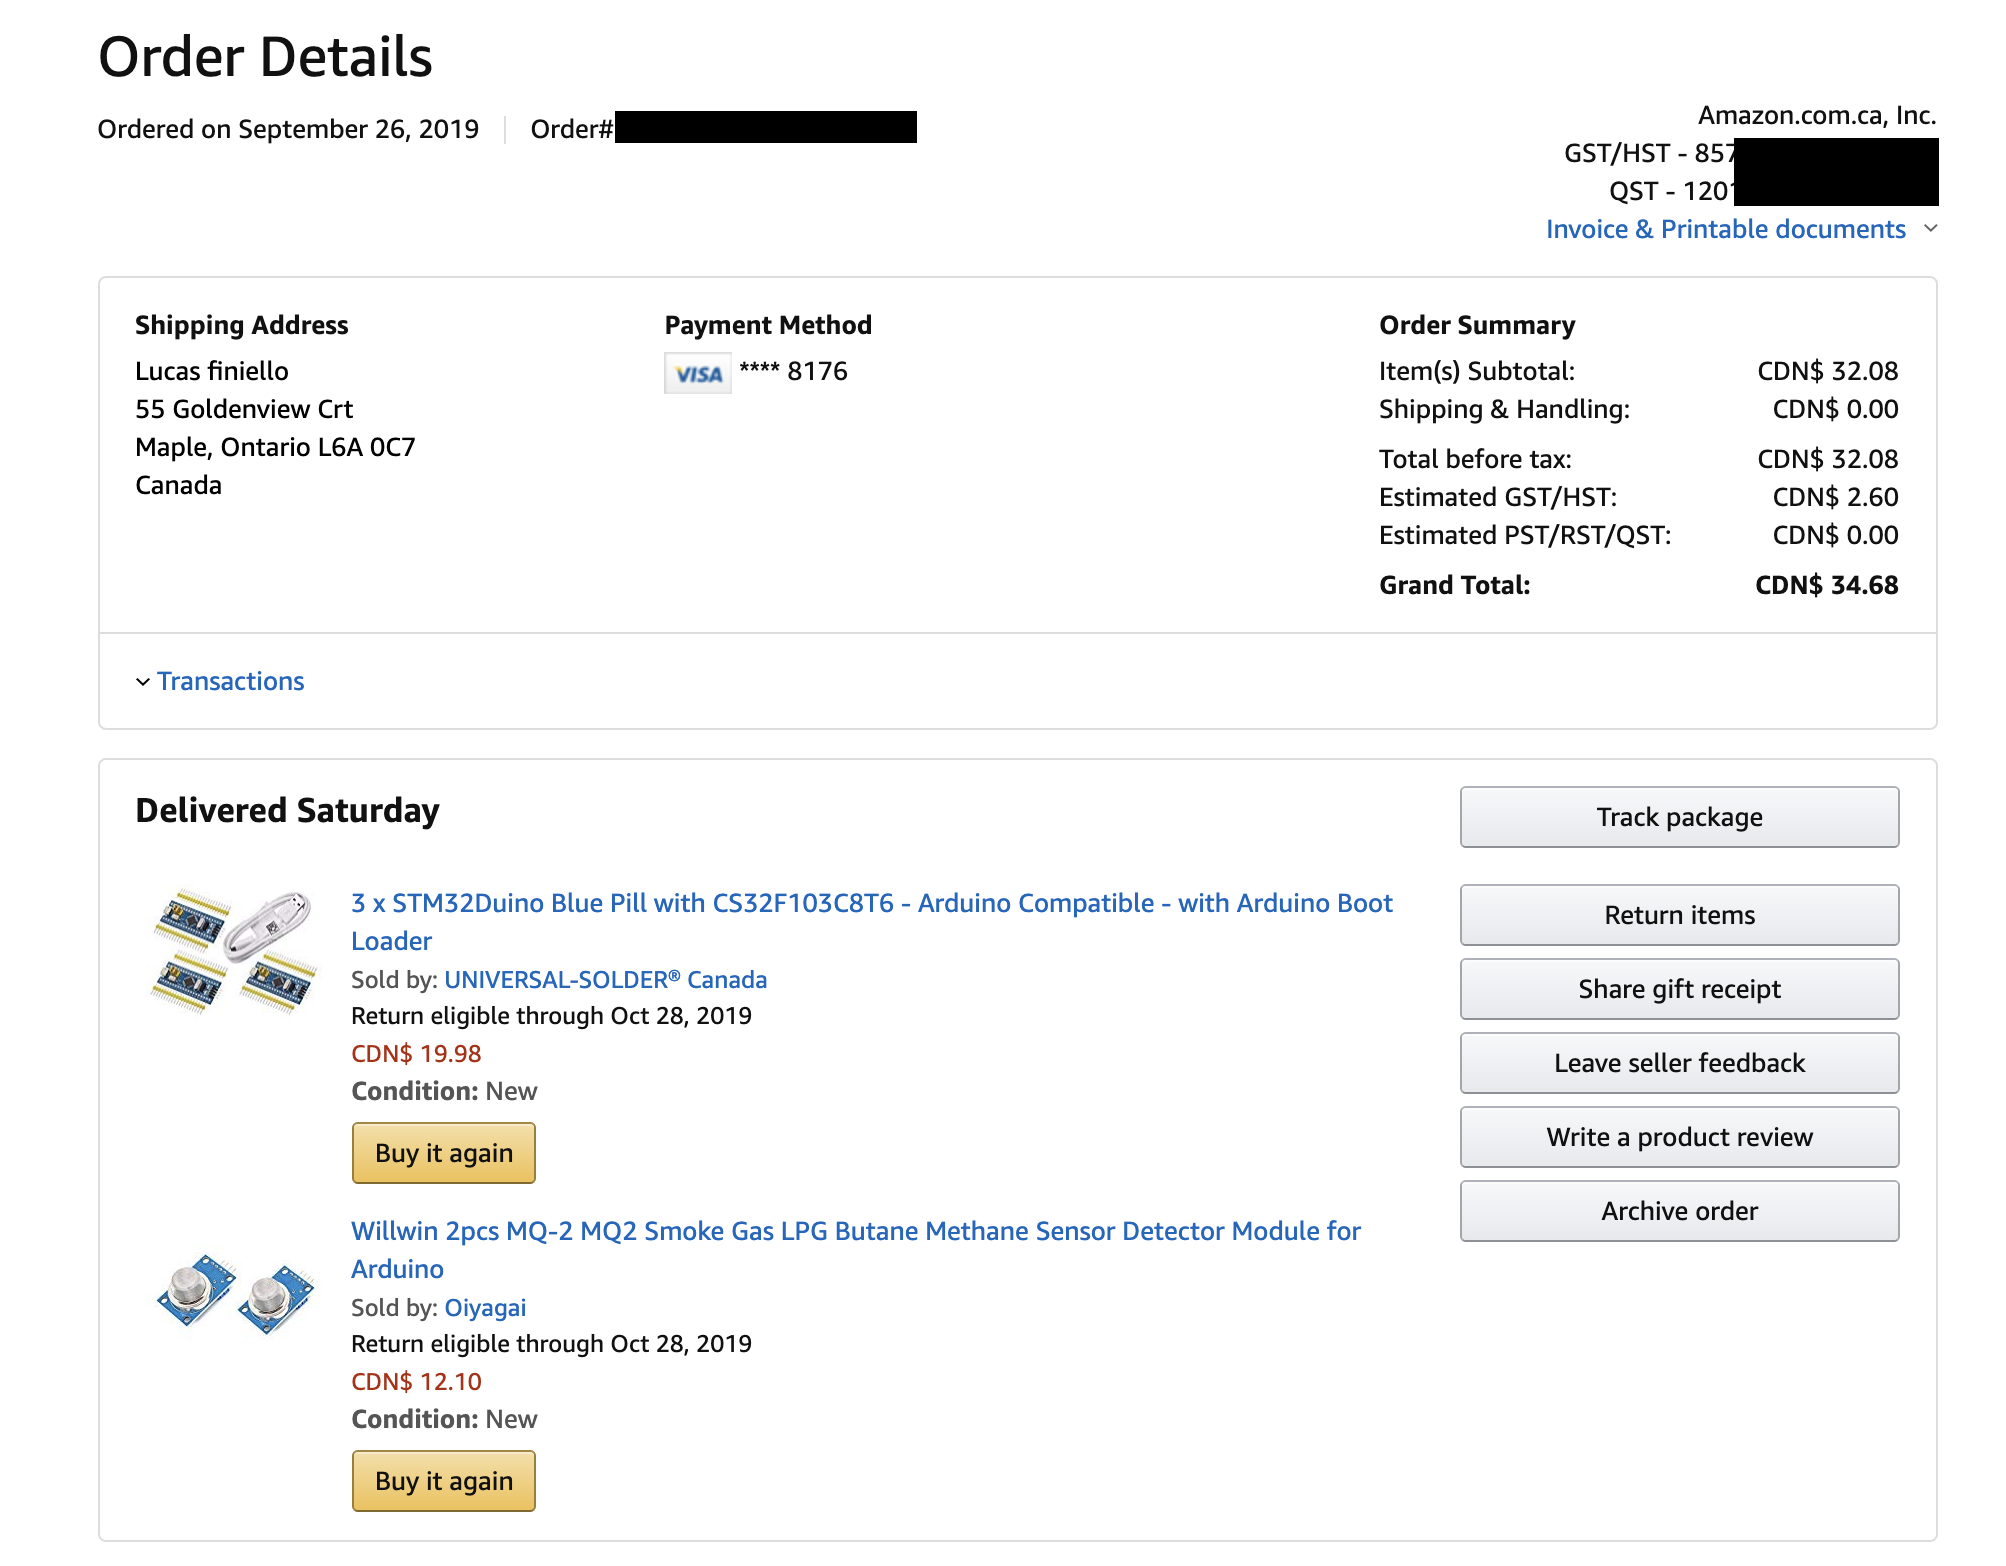 Order Details
Ordered on September 26, 2019
Order#
Amazon.com.ca, Inc.
GST/HST - 857
QST - 1201
Invoice & Printable documents
Shipping Address
Lucas finiello
55 Goldenview Crt
Maple, Ontario L6A 0C7
Canada
Payment Method
VISA **** 8176
Order Summary
Item(s) Subtotal: CDN$ 32.08
Shipping & Handling: CDN$ 0.00
Total before tax: CDN$ 32.08
Estimated GST/HST: CDN$ 2.60
Estimated PST/RST/QST: CDN$ 0.00
Grand Total: CDN$ 34.68
Transactions
Delivered Saturday
3 x STM32Duino Blue Pill with CS32F103C8T6 - Arduino Compatible - with Arduino Boot
Loader
Sold by: UNIVERSAL-SOLDER® Canada
Return eligible through Oct 28, 2019
CDN$ 19.98
Condition: New
Buy it again
Willwin 2pcs MQ-2 MQ2 Smoke Gas LPG Butane Methane Sensor Detector Module for
Arduino
Sold by: Oiyagai
Return eligible through Oct 28, 2019
CDN$ 12.10
Condition: New
Buy it again
Track package
Return items
Share gift receipt
Leave seller feedback
Write a product review
Archive order